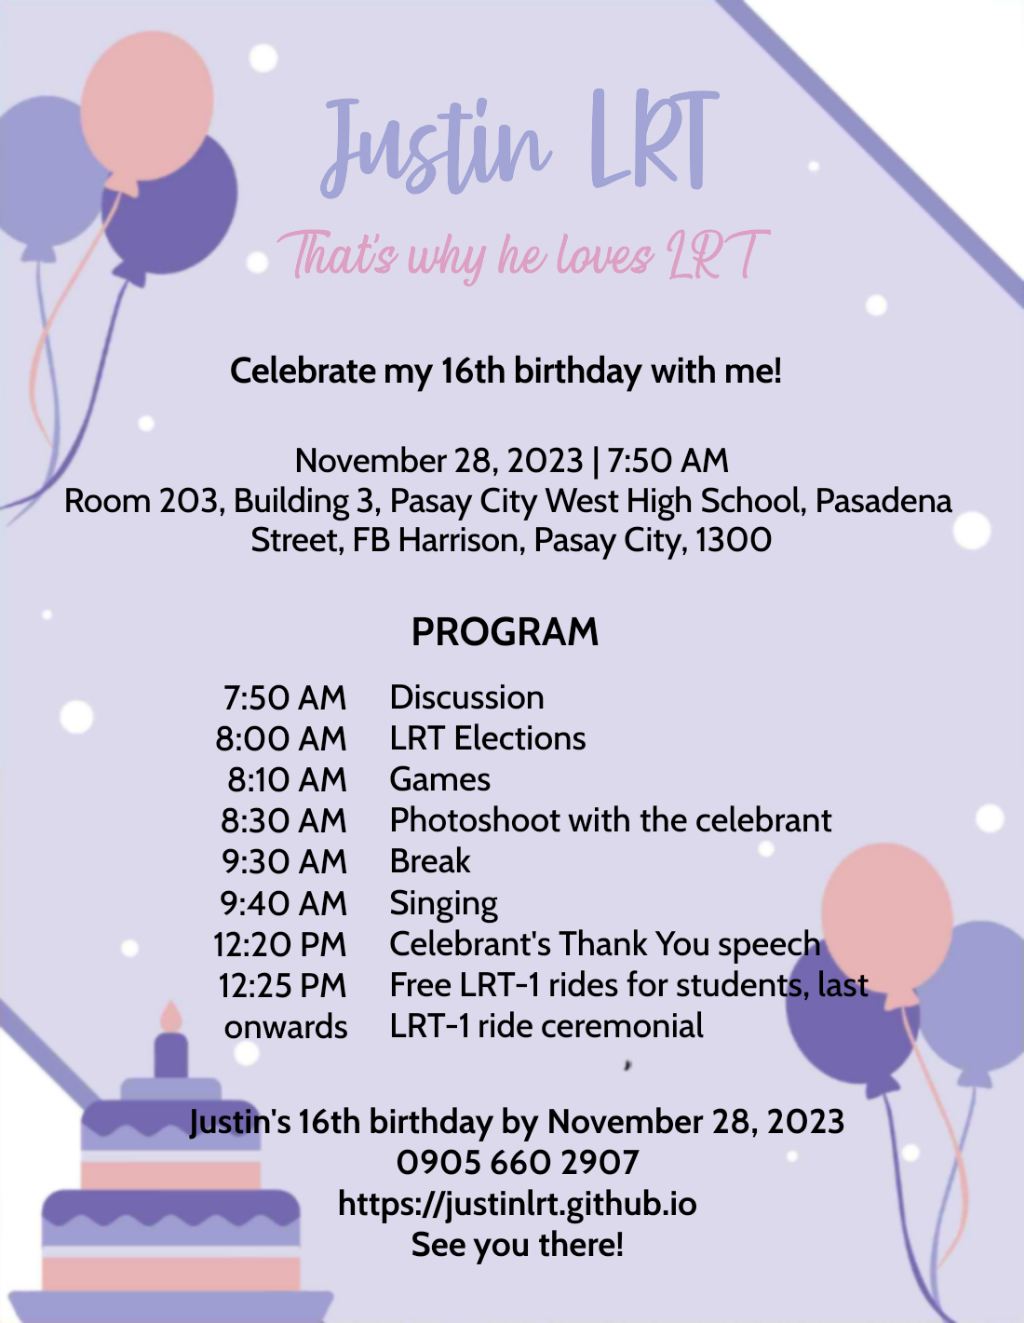 Justin LRT
That's why he loves LRT
Celebrate my 16th birthday with me!
November 28, 2023 | 7:50 AM
Room 203, Building 3, Pasay City West High School, Pasadena
Street, FB Harrison, Pasay City, 1300
PROGRAM
7:50 AM Discussion
8:00 AM LRT Elections
8:10 AM Games
8:30 AM Photoshoot with the celebrant
9:30 AM Break
9:40 AM Singing
12:20 PM Celebrant's Thank You speech
12:25 PM Free LRT-1 rides for students, last
onwards LRT-1 ride ceremonial
,
Justin's 16th birthday by November 28, 2023
0905 660 2907
https://justinlrt.github.io
See you there!